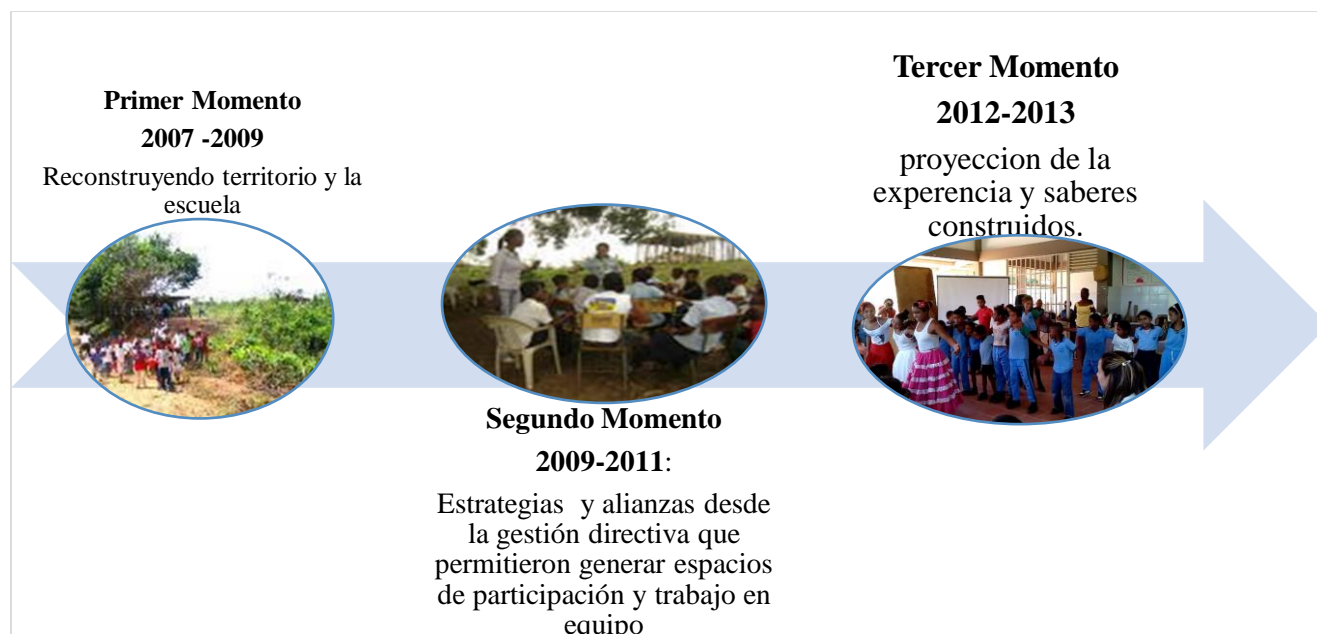 Primer Momento
2007 -2009
Reconstruyendo territorio y la
escuela
Segundo Momento
2009-2011:
Estrategias y alianzas desde
la gestión directiva que
permitieron generar espacios
de participación y trabajo en
equipo
Tercer Momento
2012-2013
proyeccion de la
experencia y saberes
construidos.